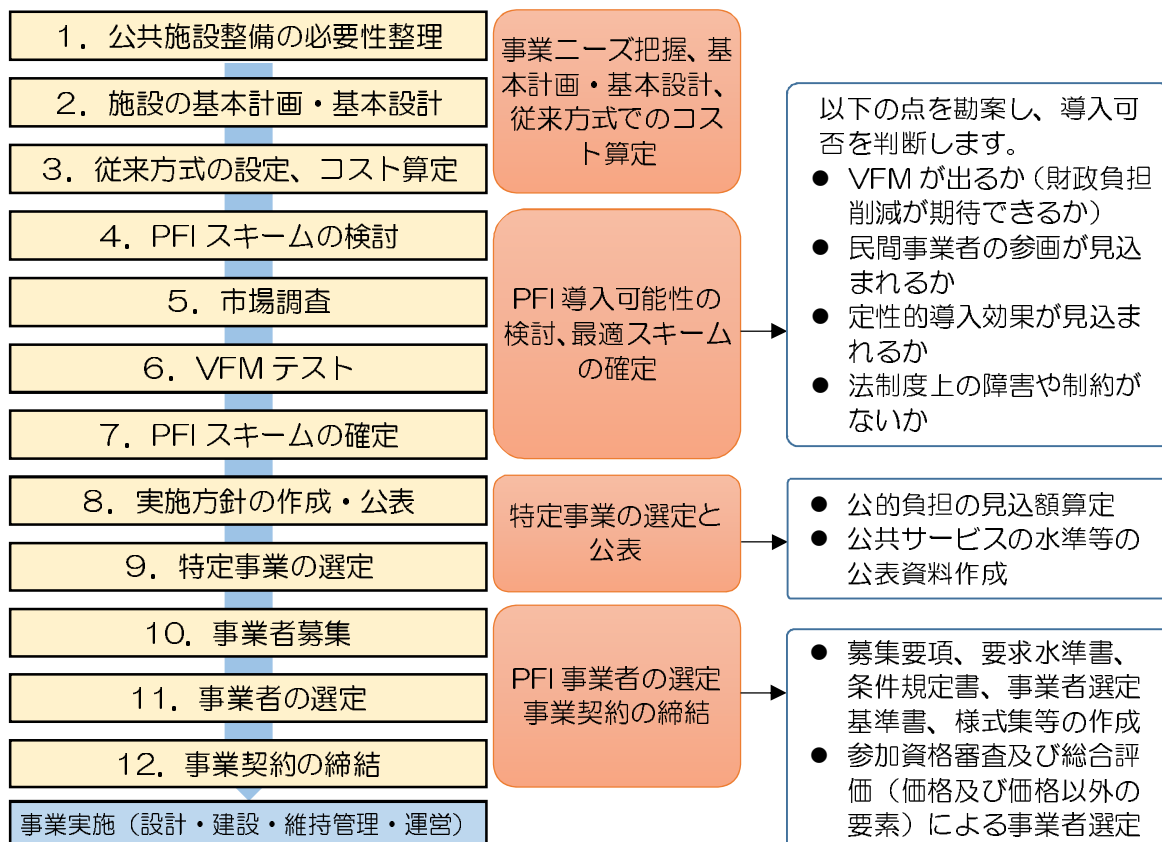 1．公共施設整備の必要性整理
2．施設の基本計画・基本設計
3．従来方式の設定、コスト算定
4．PFIスキームの検討
5．市場調査
6．VFMテスト
7．PFIスキームの確定
8．実施方針の作成・公表
9．特定事業の選定
10．事業者募集
11．事業者の選定
12．事業契約の締結
事業実施（設計・建設・維持管理・運営）
事業ニーズ把握、基
本計画・基本設計、
従来方式でのコス
ト算定
PFI導入可能性の
検討、最適スキーム
の確定
特定事業の選定と
公表
PFI事業者の選定
事業契約の締結
以下の点を勘案し、導入可
否を判断します。
● VFMが出るか（財政負担
削減が期待できるか）
● 民間事業者の参画が見込
まれるか
● 定性的導入効果が見込ま
れるか
● 法制度上の障害や制約が
ないか
● 公的負担の見込額算定
● 公共サービスの水準等の
公表資料作成
● 募集要項、要求水準書、
条件規定書、事業者選定
基準書、様式集等の作成
● 参加資格審査及び総合評
価（価格及び価格以外の
要素）による事業者選定